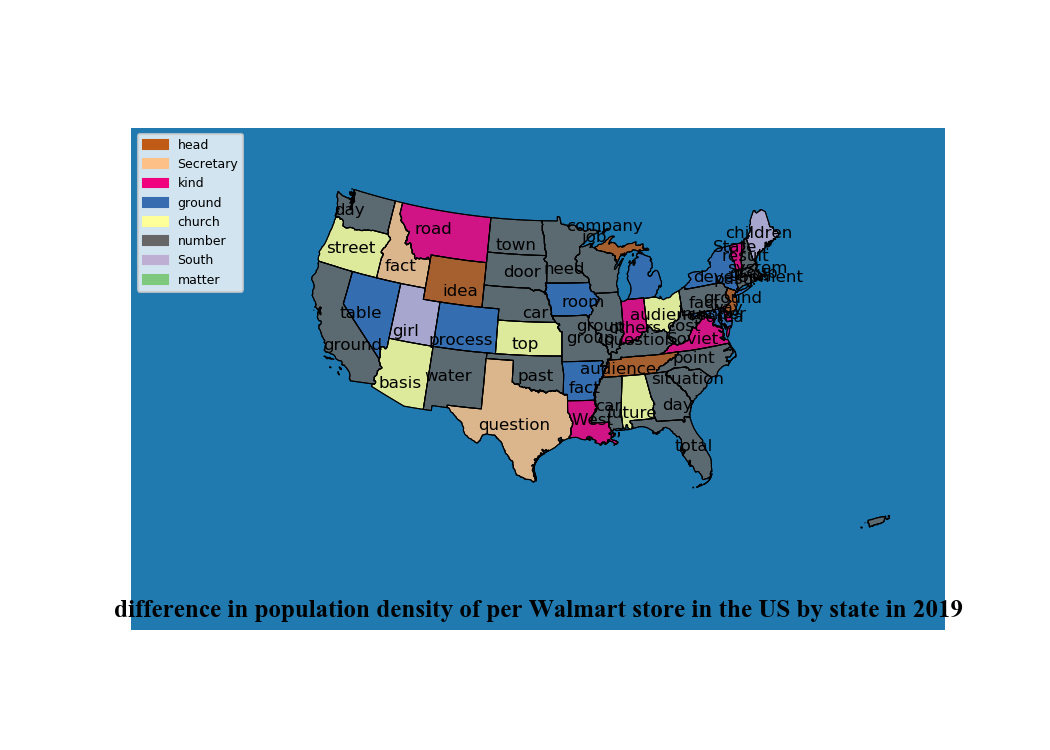 head
Secretary
kind
ground
church
number
South
matter
day
street
fact
road
idea
town
door
need
company
job
children
State
result
system
table
girl
process
car
room
ground
top
basis
water
past
question
group
group
others
question
audience
cost
fact
ground
Soviet
point
audience
fact
situation
car
future
day
West
total
difference in population density of per Walmart store in the US by state in 2019